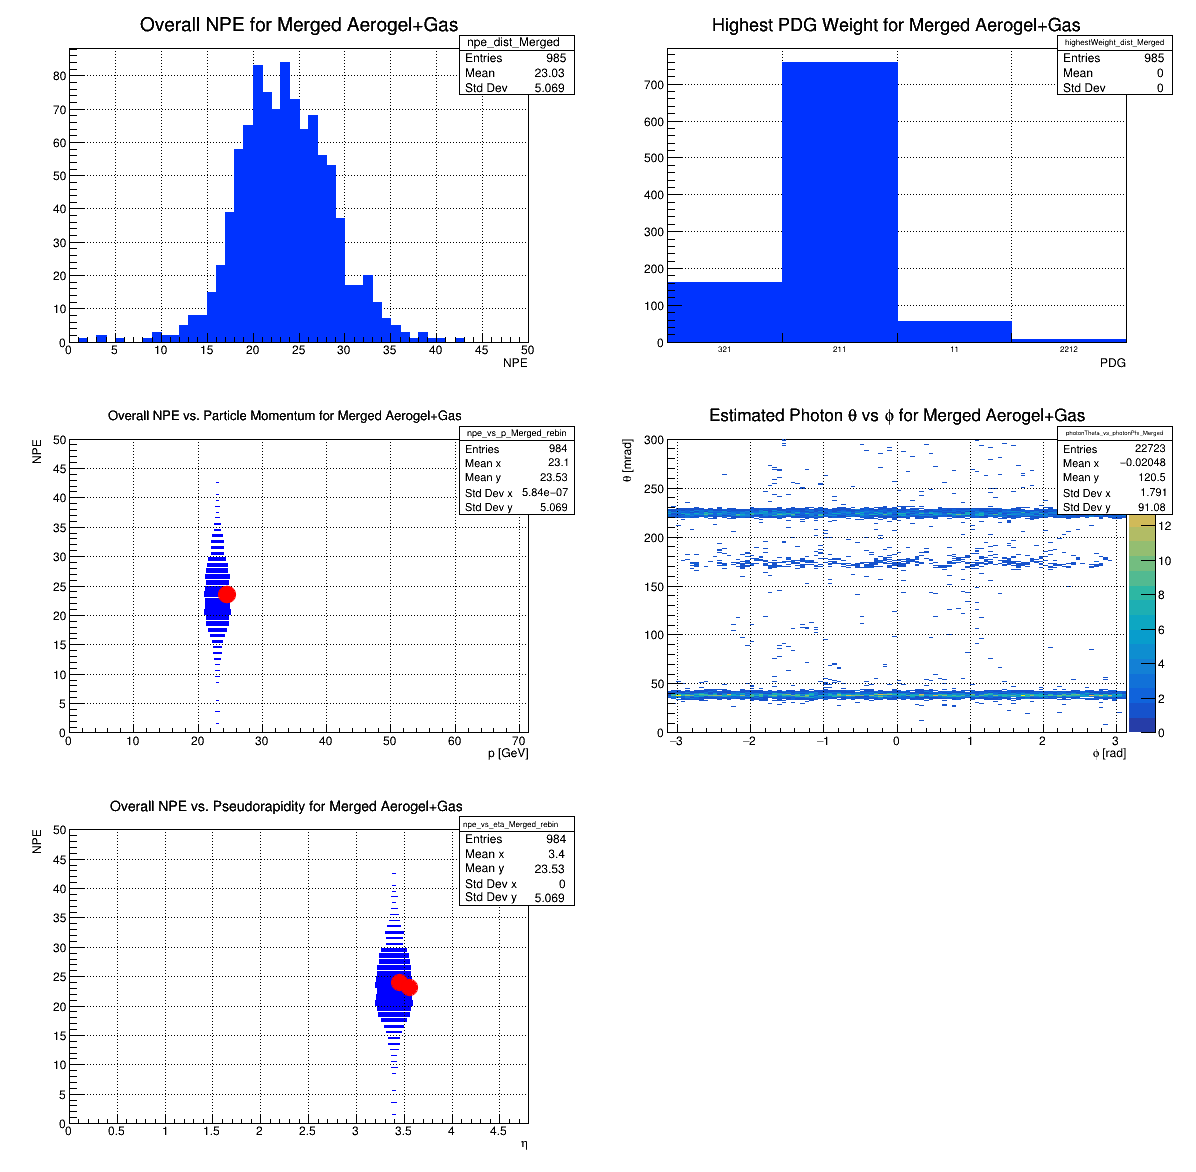 Overall NPE for Merged Aerogel+Gas
npe_dist_Merged
Entries 985
Mean 23.03
Std Dev 5.069
80
70
60
50
40
30
20
10
0
0 5 10 15 20 25 30 35 40 45 50
NPE
Highest PDG Weight for Merged Aerogel+Gas
highestWeight_dist_Merged
Entries 985
Mean 0
Std Dev 0
700
600
500
400
300
200
100
0
321 211 11 2212
PDG
Overall NPE vs. Particle Momentum for Merged Aerogel+Gas
npe_vs_p_Merged_rebin
Entries 984
Mean x 23.1
Mean y 23.53
Std Dev x 5.84e−07
Std Dev y 5.069
NPE
50
45
40
35
30
25
20
15
10
5
0
0 10 20 30 40 50 60 70
p [GeV]
Estimated Photon θ vs ϕ for Merged Aerogel+Gas
photonTheta_vs_photonPhi_Merged
Entries 22723
Mean x −0.02048
Mean y 120.5
Std Dev x 1.791
Std Dev y 91.08
θ [mrad]
300
250
200
150
100
50
0
−3 −2 −1 0 1 2 3
ϕ [rad]
12
10
8
6
4
2
0
Overall NPE vs. Pseudorapidity for Merged Aerogel+Gas
npe_vs_eta_Merged_rebin
Entries 984
Mean x 3.4
Mean y 23.53
Std Dev x 0
Std Dev y 5.069
NPE
50
45
40
35
30
25
20
15
10
5
0
0 0.5 1 1.5 2 2.5 3 3.5 4 4.5
η